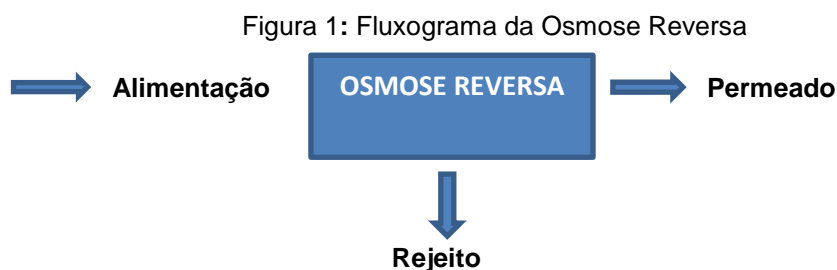 Figura 1: Fluxograma da Osmose Reversa
Alimentação
OSMOSE REVERSA
Permeado
Rejeito